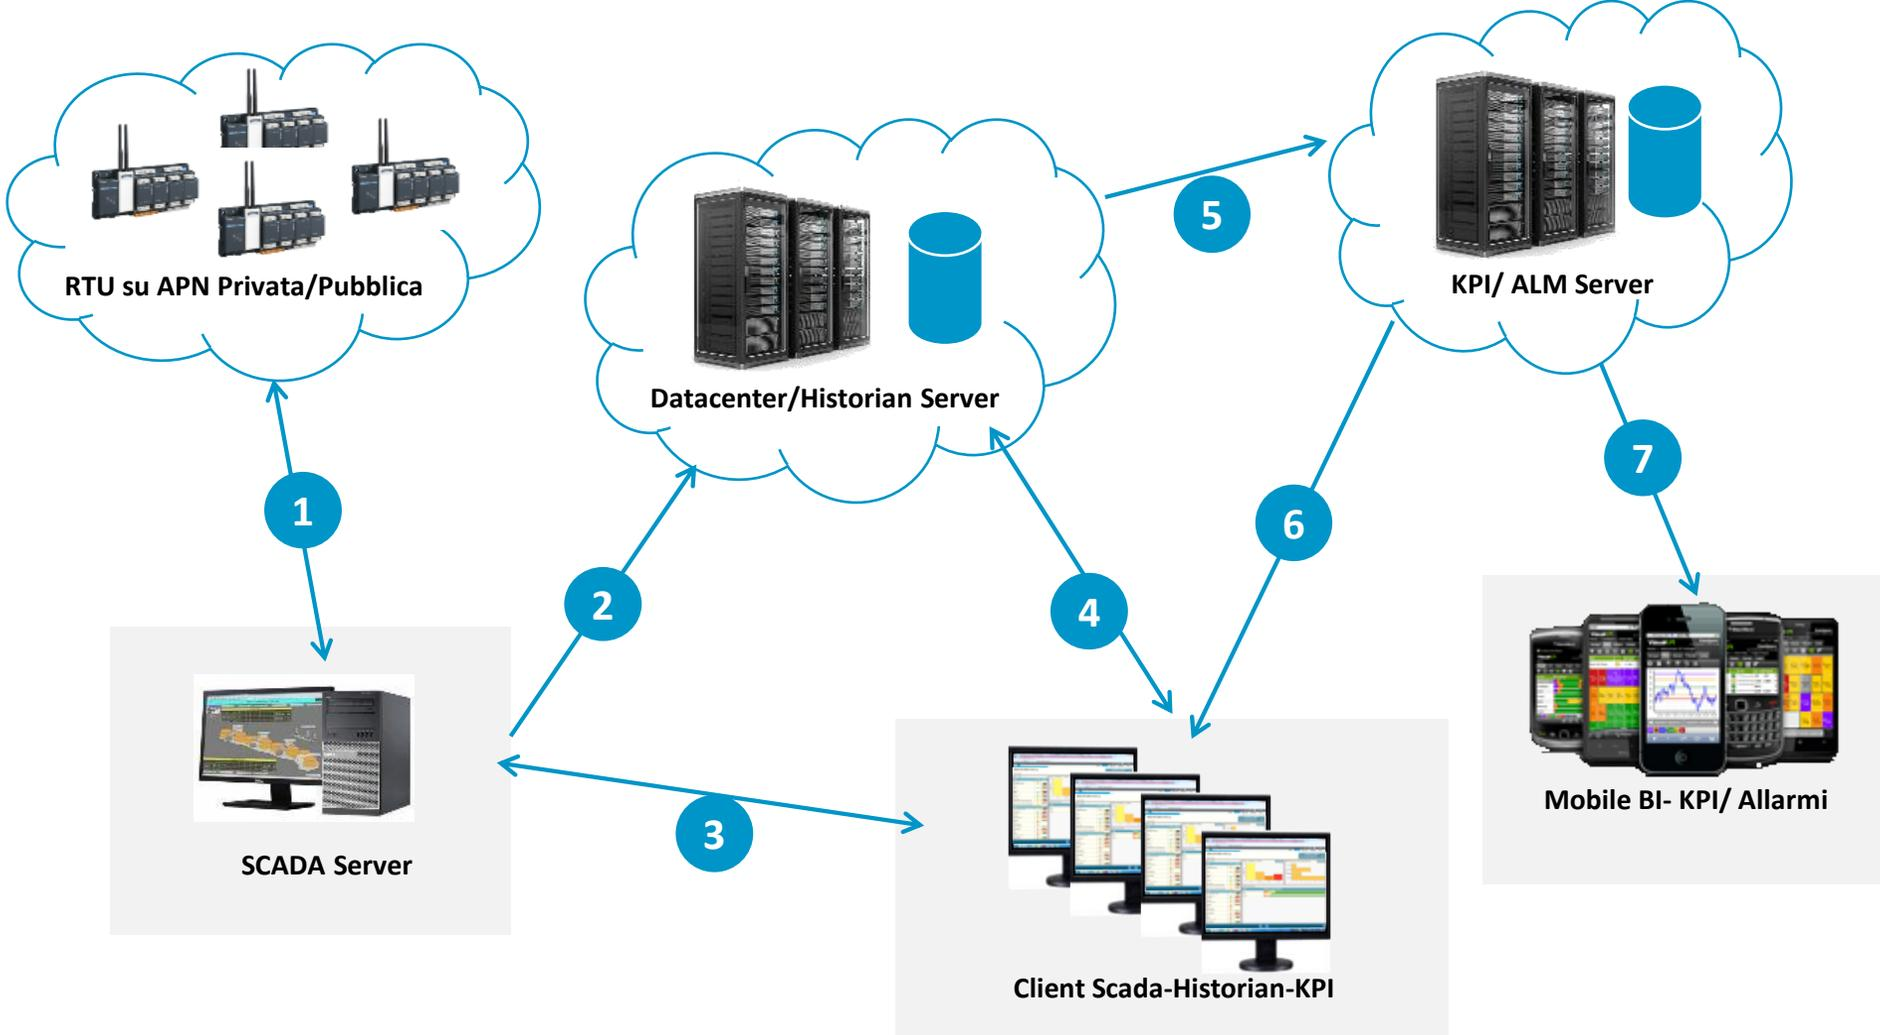 RTU su APN Privata/Pubblica
Datacenter/Historian Server
KPI/ ALM Server
5
1
2
4
6
7
3
SCADA Server
Client Scada-Historian-KPI
Mobile BI- KPI/ Allarmi